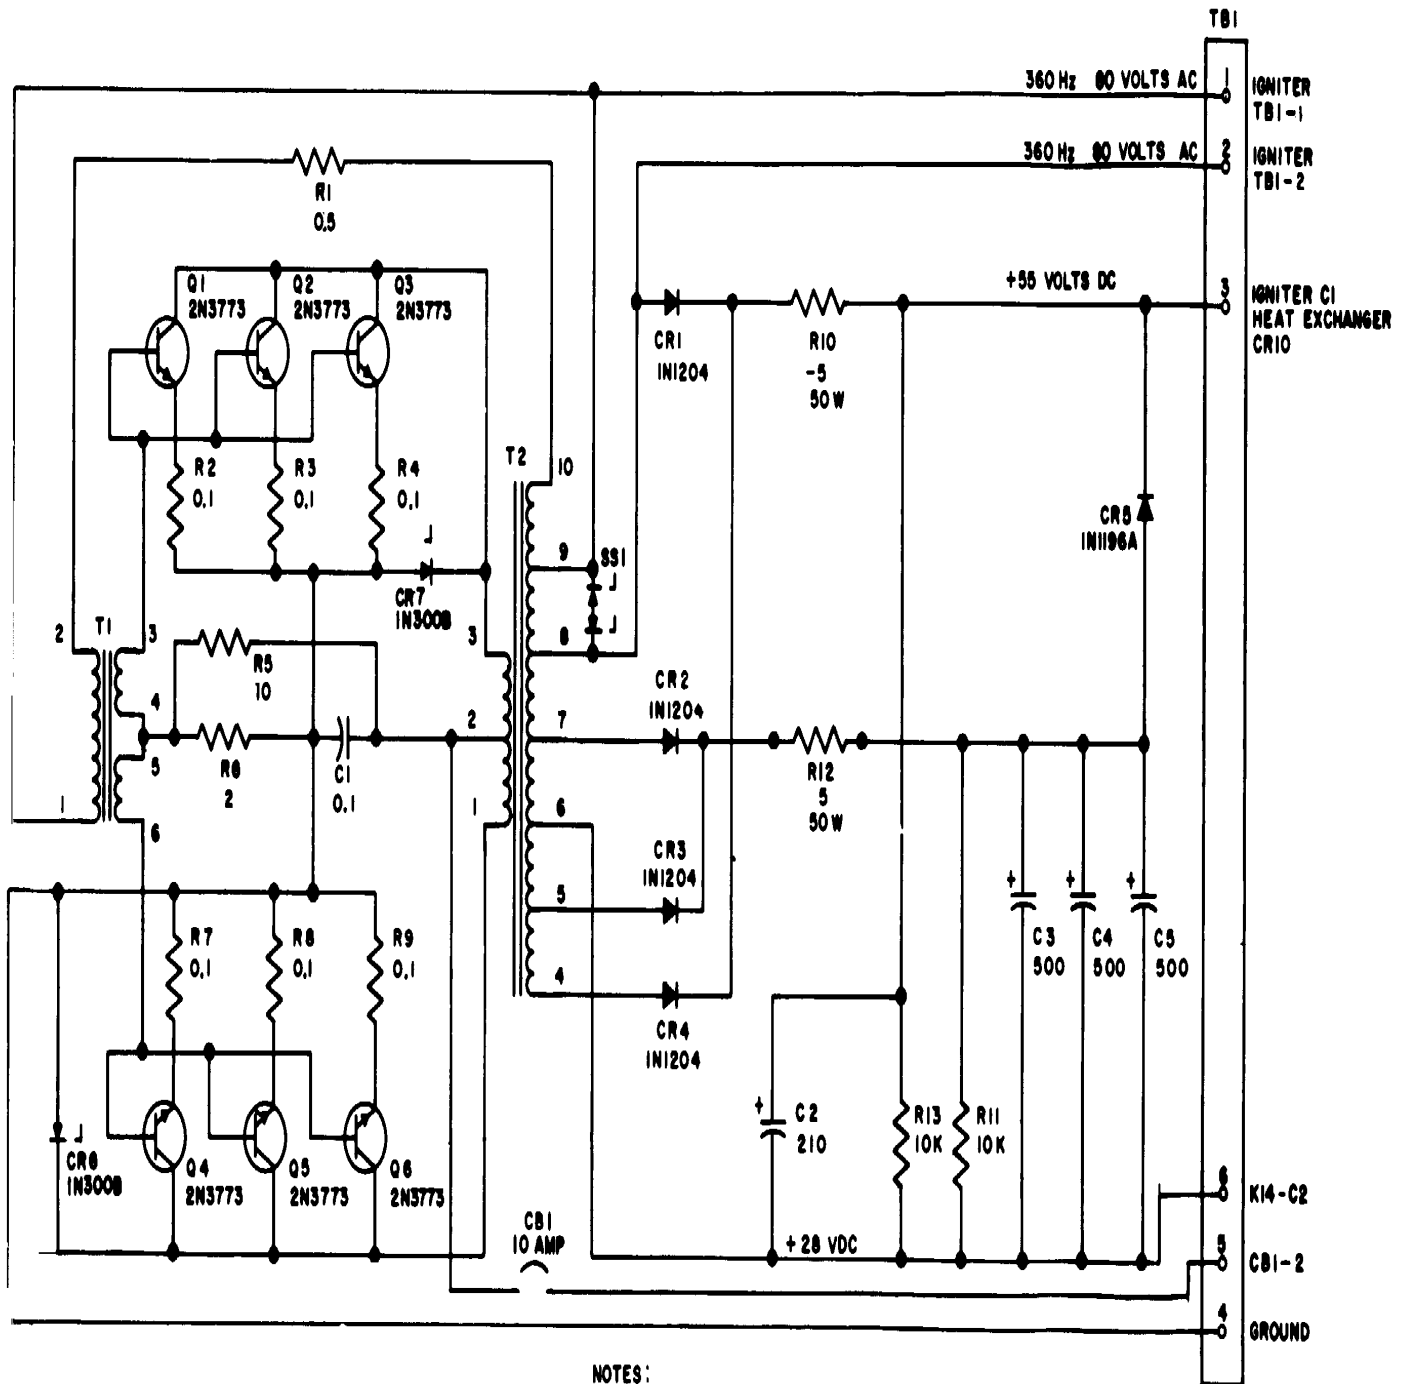 TB1
360 Hz 80 VOLTS AC
1
IGNITER
TB1-1
360 Hz 80 VOLTS AC
2
IGNITER
TB1-2
R1
0.5
Q1
2N3773
Q2
2N3773
Q3
2N3773
+55 VOLTS DC
3
IGNITER C1
HEAT EXCHANGER
CR10
CR1
1N1204
R10
-5
50W
R2
0.1
R3
0.1
R4
0.1
T2
10
9
SS1
CR5
1N1196A
CR7
1N300B
2
T1
3
R5
10
3
8
4
CR2
1N1204
2
7
5
R6
2
C1
0.1
R12
5
50W
1
6
1
6
CR3
1N1204
5
R7
0.1
R8
0.1
R9
0.1
+
+
+
C3
500
C4
500
C5
500
4
CR4
1N1204
+
C2
210
R13
10K
R11
10K
CR6
1N300B
Q4
2N3773
Q5
2N3773
Q6
2N3773
6
K14-C2
CB1
10 AMP
+28 VDC
5
CB1-2
4
GROUND
NOTES: